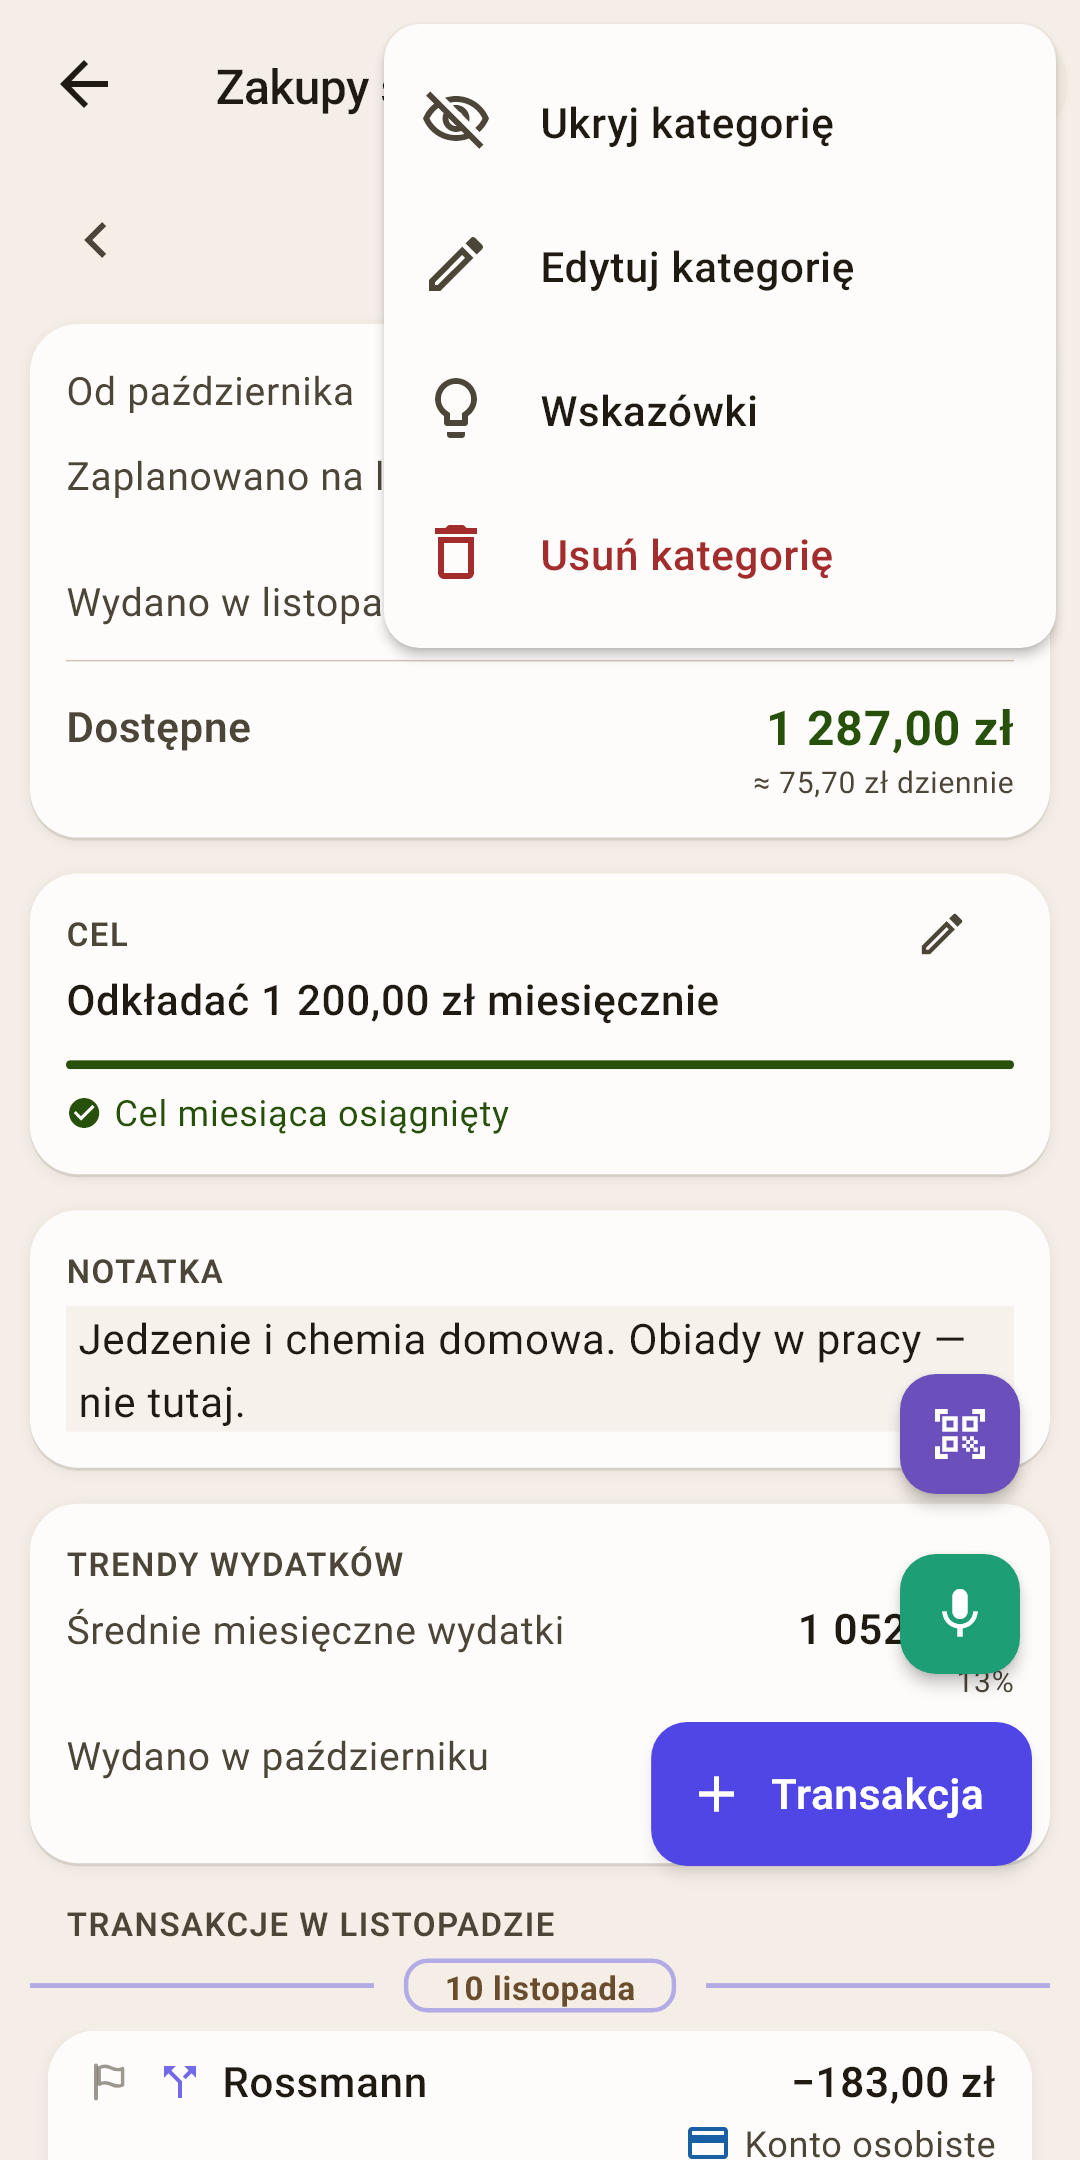 Zakupy
Ukryj kategorię
Edytuj kategorię
Wskazówki
Usuń kategorię
Od października
Zaplanowano na
Wydano w
Dostępne
1 287,00 zł
≈ 75,70 zł dziennie
CEL
Odkładać 1 200,00 zł miesięcznie
Cel miesiąca osiągnięty
NOTATKA
Jedzenie i chemia domowa. Obiady w pracy —
nie tutaj.
TRENDY WYDATKÓW
Średnie miesięczne wydatki
1 052
13%
Wydano w październiku
Transakcja
TRANSAKCJE W LISTOPADZIE
10 listopada
Rossmann
−183,00 zł
Konto osobiste